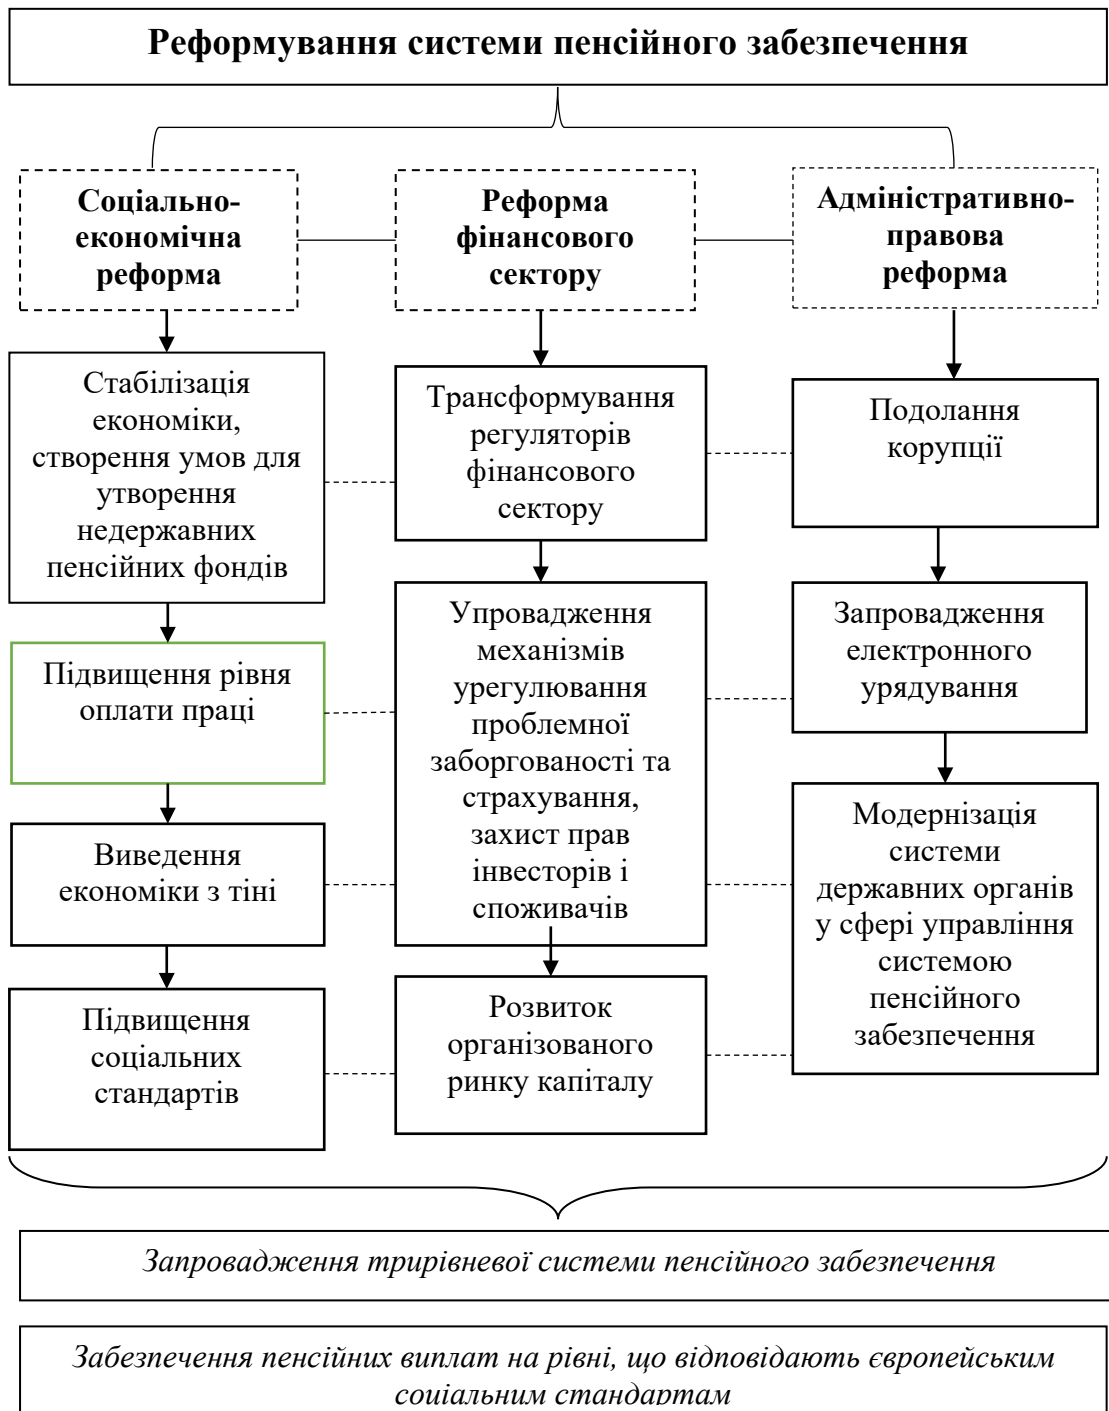 Реформування системи пенсійного забезпечення
Соціально-
економічна
реформа
Реформа
фінансового
сектору
Адміністративно-
правова
реформа
Стабілізація
економіки,
створення умов для
утворення
недержавних
пенсійних фондів
Трансформування
регуляторів
фінансового
сектору
Подолання
корупції
Підвищення рівня
оплати праці
Упровадження
механізмів
урегулювання
проблемної
заборгованості та
страхування,
захист прав
інвесторів і
споживачів
Запровадження
електронного
урядування
Виведення
економіки з тіні
Модернізація
системи
державних органів
у сфері управління
системою
пенсійного
забезпечення
Підвищення
соціальних
стандартів
Розвиток
організованого
ринку капіталу
Запровадження трирівневої системи пенсійного забезпечення
Забезпечення пенсійних виплат на рівні, що відповідають європейським
соціальним стандартам